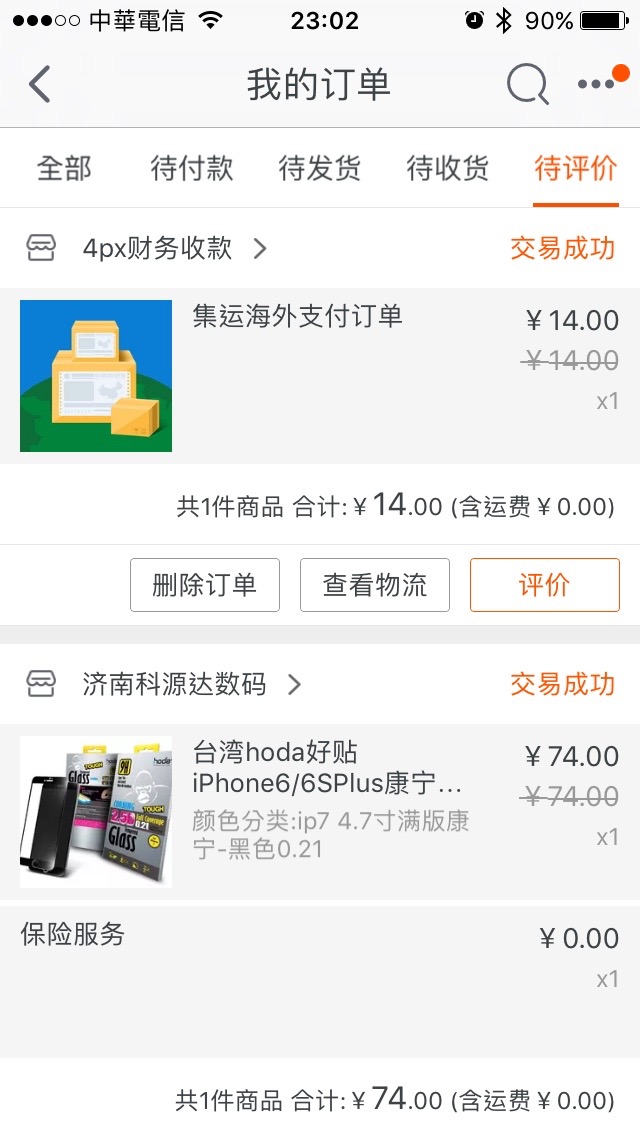 中華電信 23:02 90%
我的订单
全部 待付款 待发货 待收货 待评价
4px财务收款 交易成功
集运海外支付订单 ¥14.00
¥14.00
x1
共1件商品 合计:¥14.00 (含运费¥0.00)
删除订单 查看物流 评价
济南科源达数码 交易成功
台湾hoda好贴 ¥74.00
iPhone6/6SPlus康宁... ¥74.00
颜色分类:ip7 4.7寸满版康 x1
宁-黑色0.21
TOUGH
Glass
hoda
9H
CORNING
TOUGH
2.5D Full Coverage
0.21
Glass
保险服务 ¥0.00
x1
共1件商品 合计:¥74.00 (含运费¥0.00)